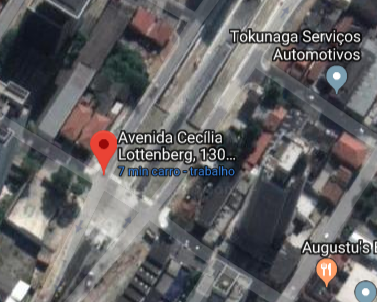 Tokunaga Serviços
Automotivos
Avenida Cecília
Lottenberg, 130...
7 min carro - trabalho
Augustu's